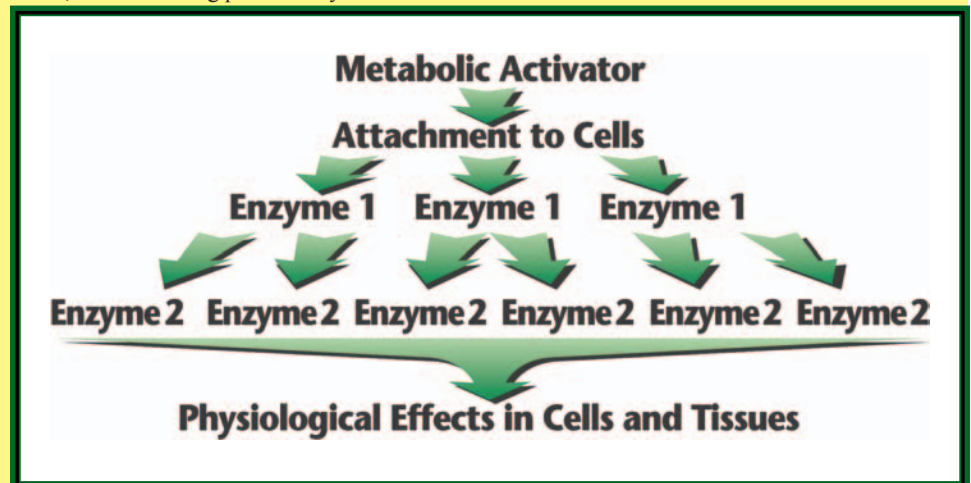 Metabolic Activator
Attachment to Cells
Enzyme 1 Enzyme 1 Enzyme 1
Enzyme 2 Enzyme 2 Enzyme 2 Enzyme 2 Enzyme 2 Enzyme 2
Physiological Effects in Cells and Tissues